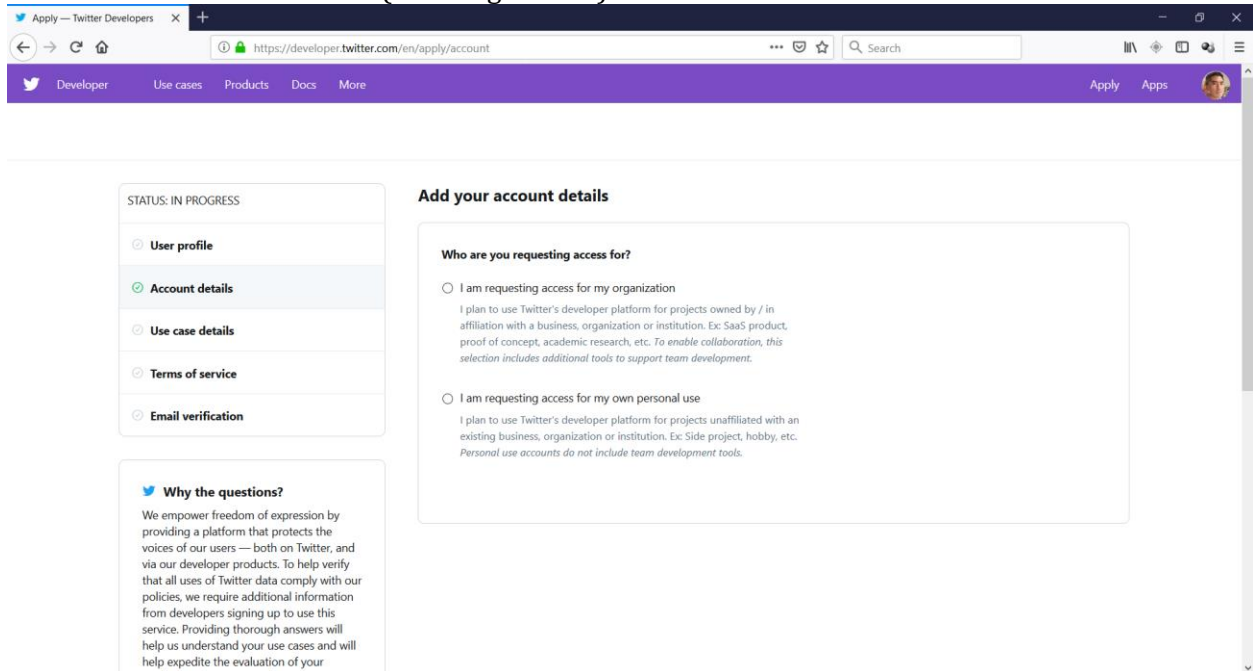 Apply — Twitter Developers
https://developer.twitter.com/en/apply/account
Search
Developer Use cases Products Docs More Apply Apps
STATUS: IN PROGRESS
User profile
Account details
Use case details
Terms of service
Email verification
Why the questions?
We empower freedom of expression by
providing a platform that protects the
voices of our users — both on Twitter, and
via our developer products. To help verify
that all uses of Twitter data comply with our
policies, we require additional information
from developers signing up to use this
service. Providing thorough answers will
help us understand your use cases and will
help expedite the evaluation of your
Add your account details
Who are you requesting access for?
I am requesting access for my organization
I plan to use Twitter's developer platform for projects owned by / in
affiliation with a business, organization or institution. Ex: SaaS product,
proof of concept, academic research, etc. To enable collaboration, this
selection includes additional tools to support team development.
I am requesting access for my own personal use
I plan to use Twitter's developer platform for projects unaffiliated with an
existing business, organization or institution. Ex: Side project, hobby, etc.
Personal use accounts do not include team development tools.